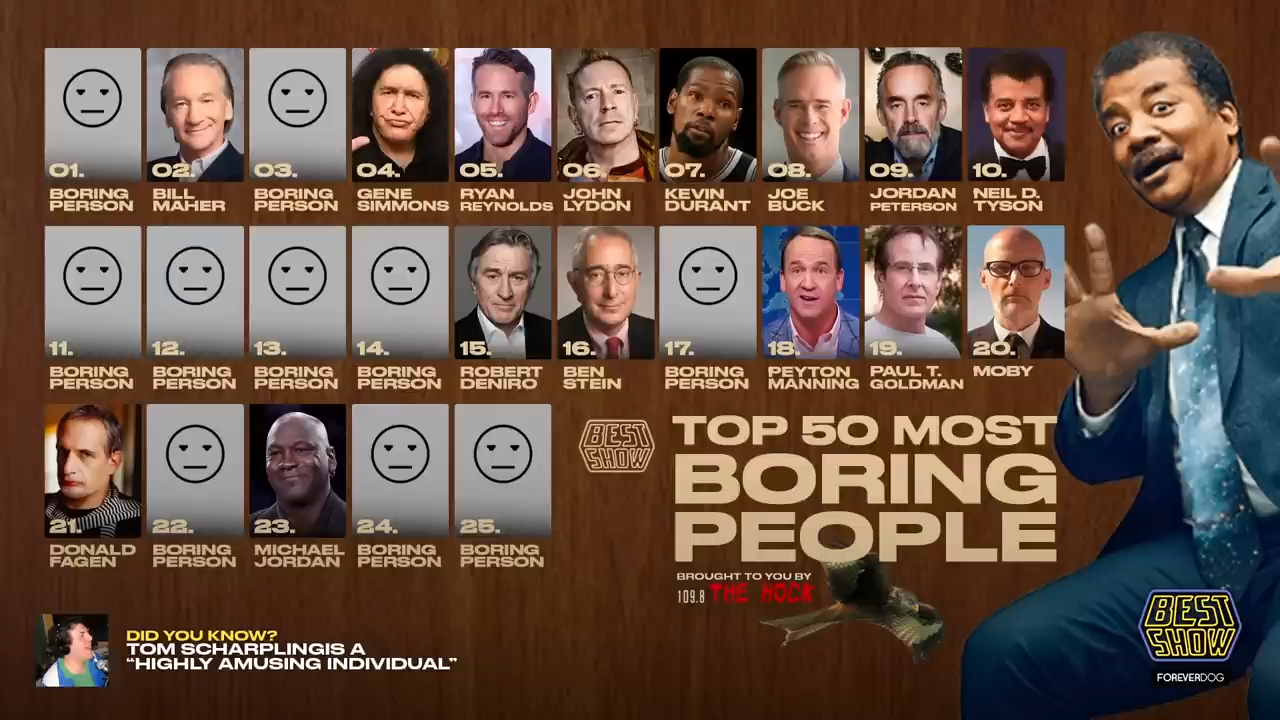 01.
BORING
PERSON
02.
BILL
MAHER
03.
BORING
PERSON
04.
GENE
SIMMONS
05.
RYAN
REYNOLDS
06.
JOHN
LYDON
07.
KEVIN
DURANT
08.
JOE
BUCK
09.
JORDAN
PETERSON
10.
NEIL D.
TYSON
11.
BORING
PERSON
12.
BORING
PERSON
13.
BORING
PERSON
14.
BORING
PERSON
15.
ROBERT
DENIRO
16.
BEN
STEIN
17.
BORING
PERSON
18.
PEYTON
MANNING
19.
PAUL T.
GOLDMAN
20.
MOBY
21.
DONALD
FAGEN
22.
BORING
PERSON
23.
MICHAEL
JORDAN
24.
BORING
PERSON
25.
BORING
PERSON
BEST
SHOW
TOP 50 MOST
BORING
PEOPLE
BROUGHT TO YOU BY
109.8 THE HOCK
DID YOU KNOW?
TOM SCHARPLINGIS A
“HIGHLY AMUSING INDIVIDUAL”
BEST
SHOW
FOREVERDOG